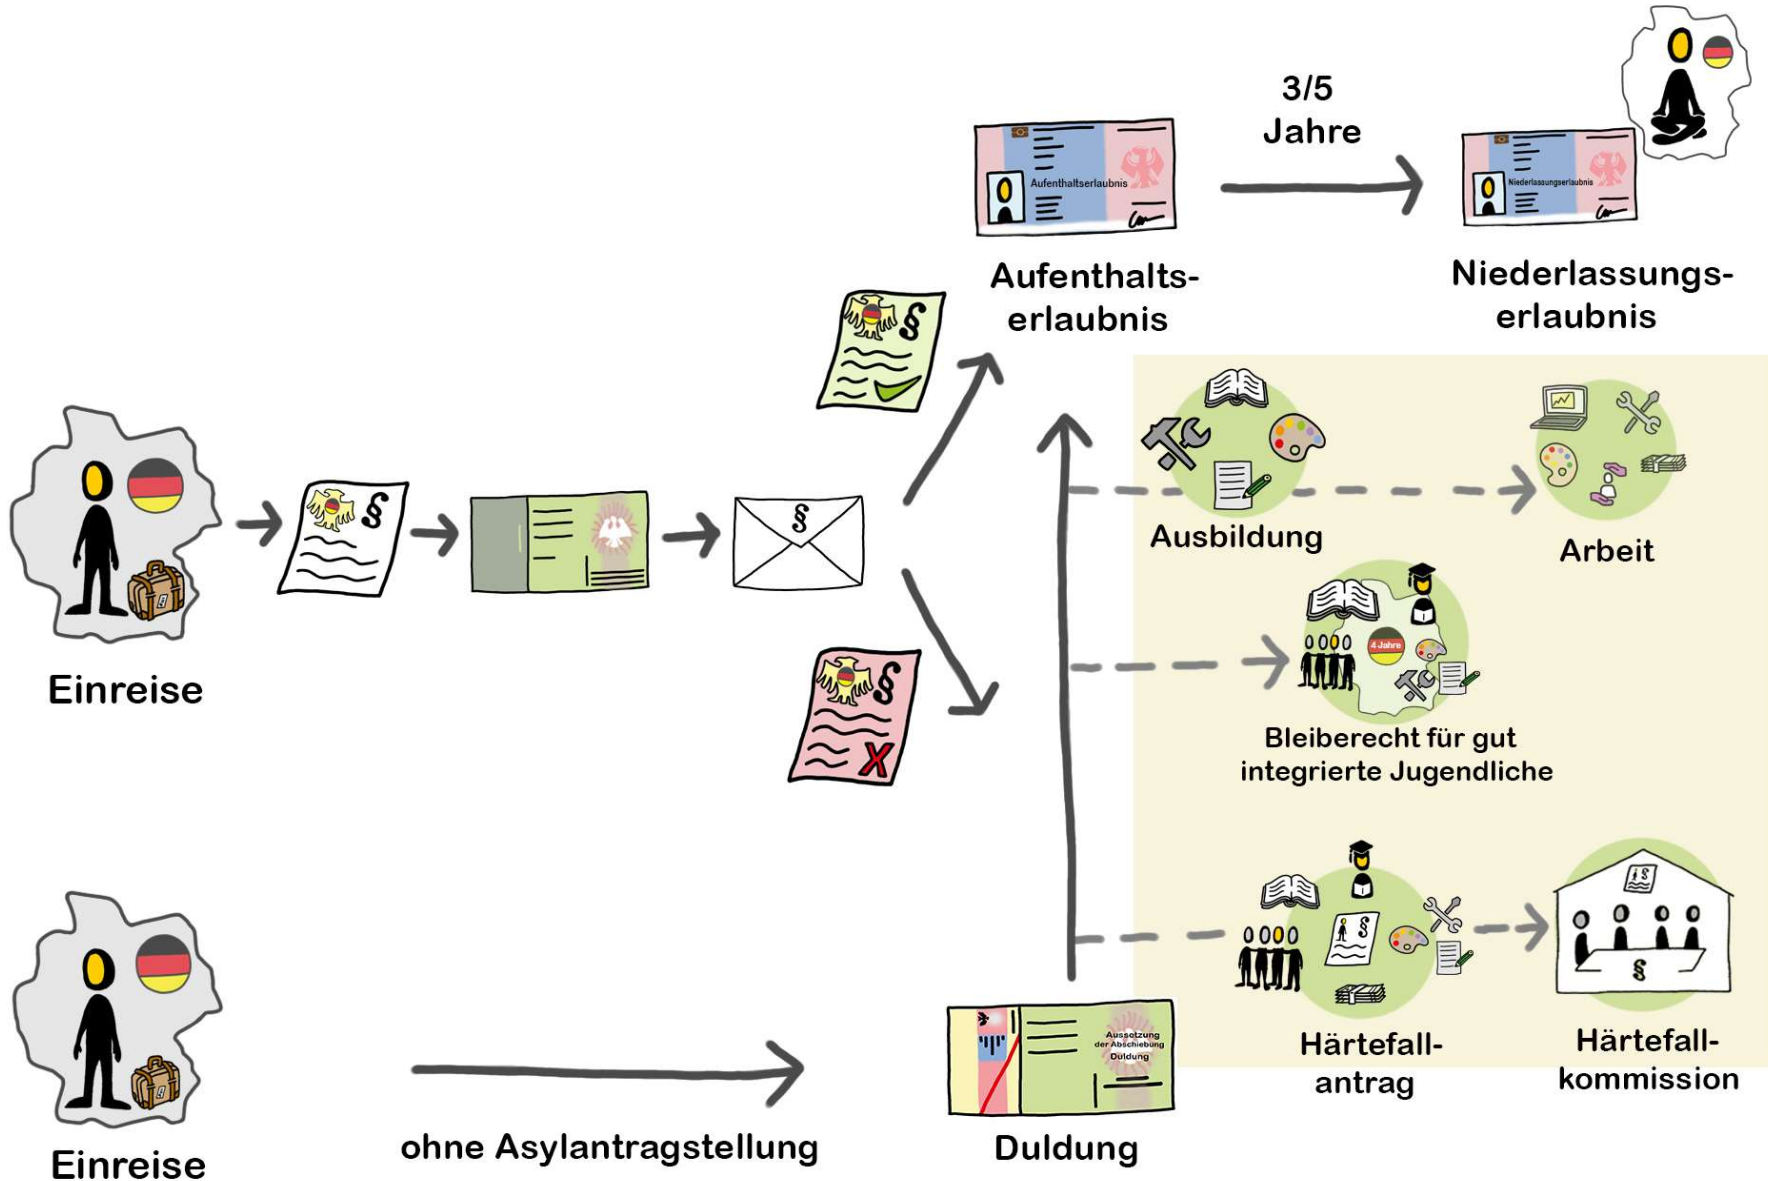 3/5
Jahre
Aufenthaltserlaubnis
Niederlassungserlaubnis
Aufenthalts-
erlaubnis
Niederlassungs-
erlaubnis
§
§
§
Ausbildung
Arbeit
4 Jahre
Einreise
§
Bleiberecht für gut
integrierte Jugendliche
X
§
§
§
Aussetzung
der Abschiebung
Duldung
Härtefall-
antrag
Härtefall-
kommission
ohne Asylantragstellung
Duldung
Einreise